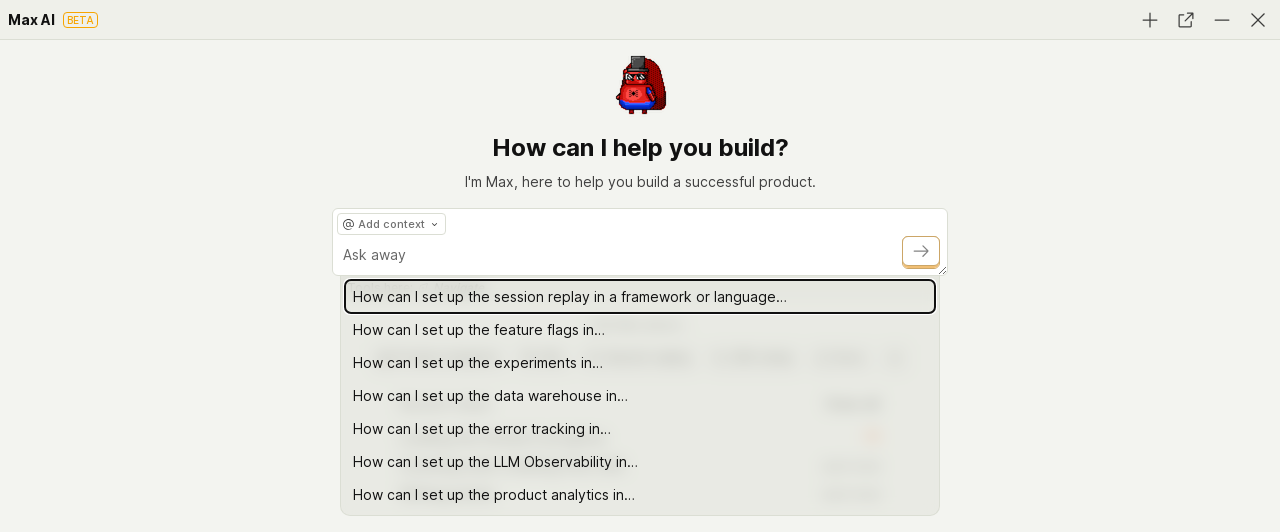 Max AI BETA
How can I help you build?
I'm Max, here to help you build a successful product.
@ Add context
Ask away
How can I set up the session replay in a framework or language…
How can I set up the feature flags in…
How can I set up the experiments in…
How can I set up the data warehouse in…
How can I set up the error tracking in…
How can I set up the LLM Observability in…
How can I set up the product analytics in…